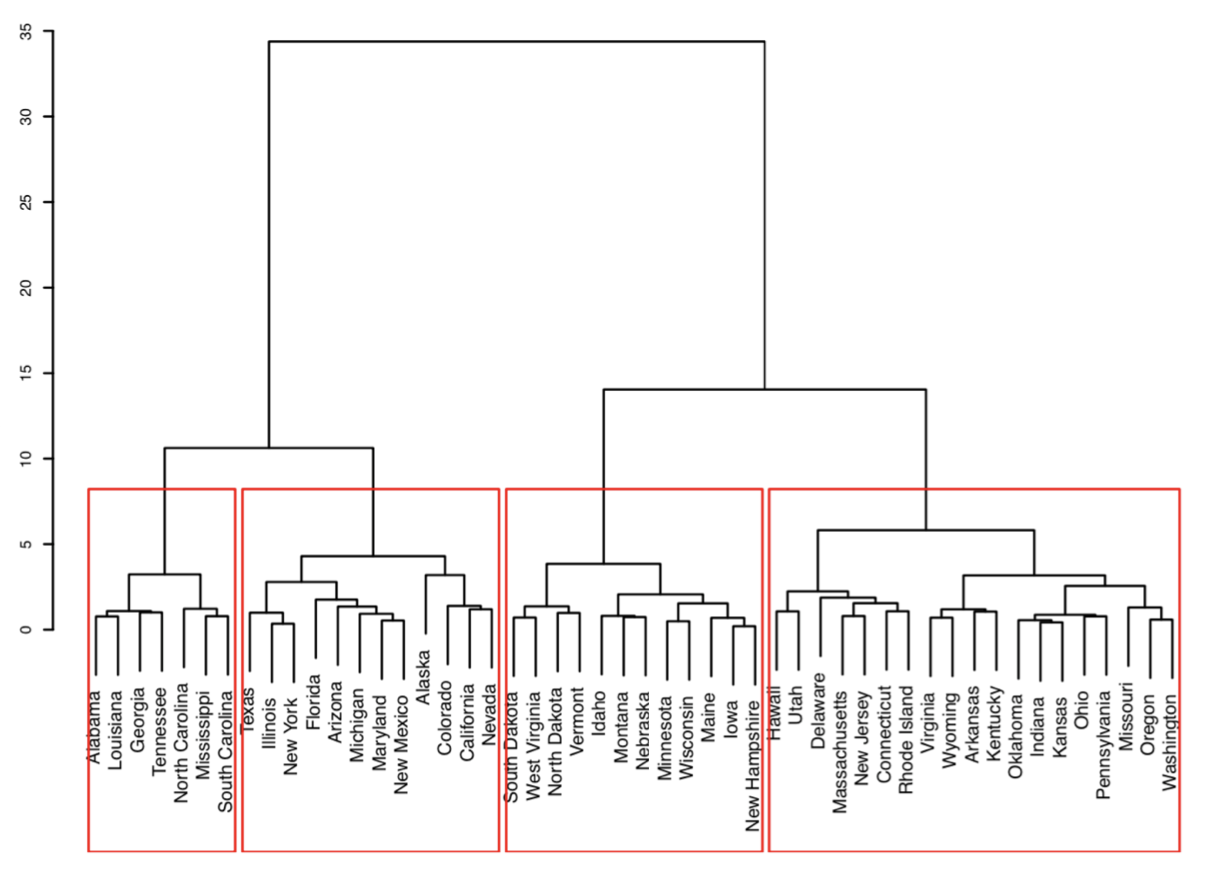 35
30
25
20
15
10
5
0
Alabama
Louisiana
Georgia
Tennessee
North Carolina
Mississippi
South Carolina
Texas
Illinois
New York
Florida
Arizona
Michigan
Maryland
New Mexico
Alaska
Colorado
California
Nevada
South Dakota
West Virginia
North Dakota
Vermont
Idaho
Montana
Nebraska
Minnesota
Wisconsin
Maine
Iowa
New Hampshire
Hawaii
Utah
Delaware
Massachusetts
New Jersey
Connecticut
Rhode Island
Virginia
Wyoming
Arkansas
Kentucky
Oklahoma
Indiana
Kansas
Ohio
Pennsylvania
Missouri
Oregon
Washington